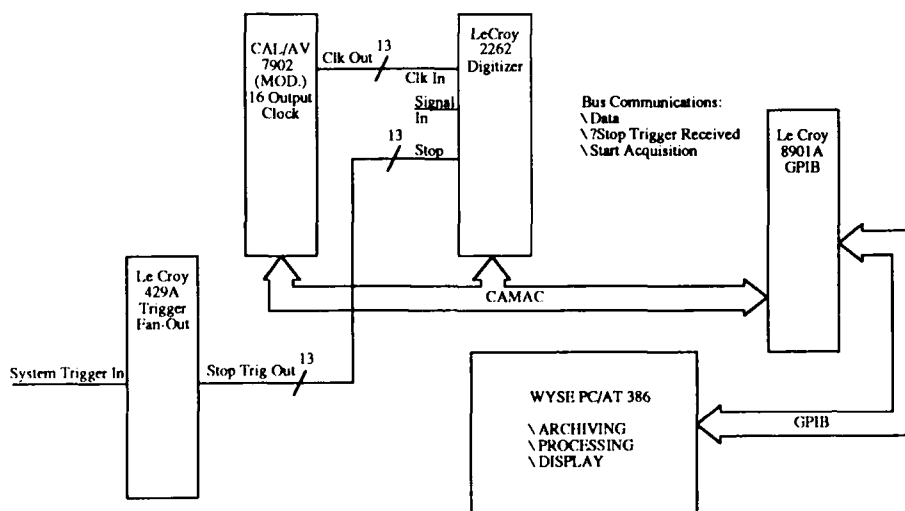 CAL/AV
7902
(MOD.)
16 Output
Clock
13
Clk Out
LeCroy
2262
Digitizer
Clk In
Signal
In
13
Stop
Bus Communications:
\ Data
\ ?Stop Trigger Received
\ Start Acquisition
Le Croy
8901A
GPIB
CAMAC
Le Croy
429A
Trigger
Fan-Out
System Trigger In
Stop Trig Out
13
WYSE PC/AT 386
\ ARCHIVING
\ PROCESSING
\ DISPLAY
GPIB